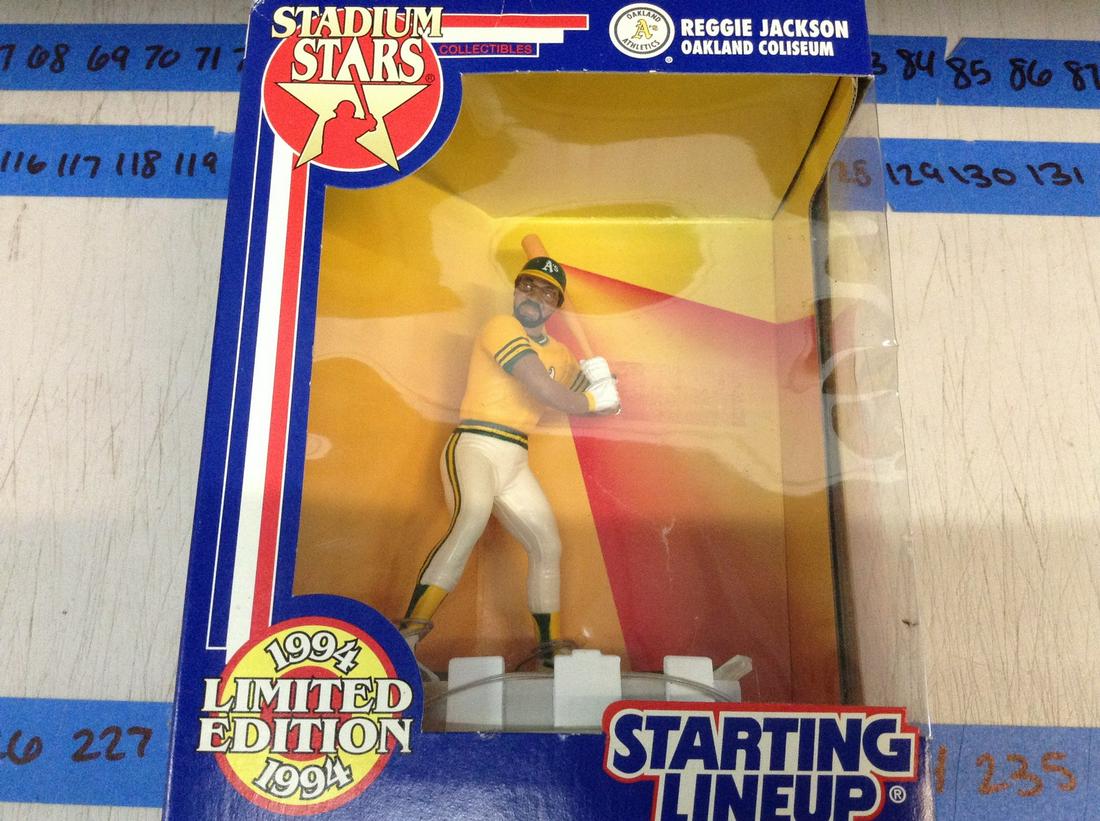 STADIUM
STARS®
COLLECTIBLES
OAKLAND
A's
ATHLETICS
®
REGGIE JACKSON
OAKLAND COLISEUM
68 69 70 71
84 85 86 87
116 117 118 119
129 130 131
A's
1994
LIMITED
EDITION
1994
STARTING
LINEUP®
227
235